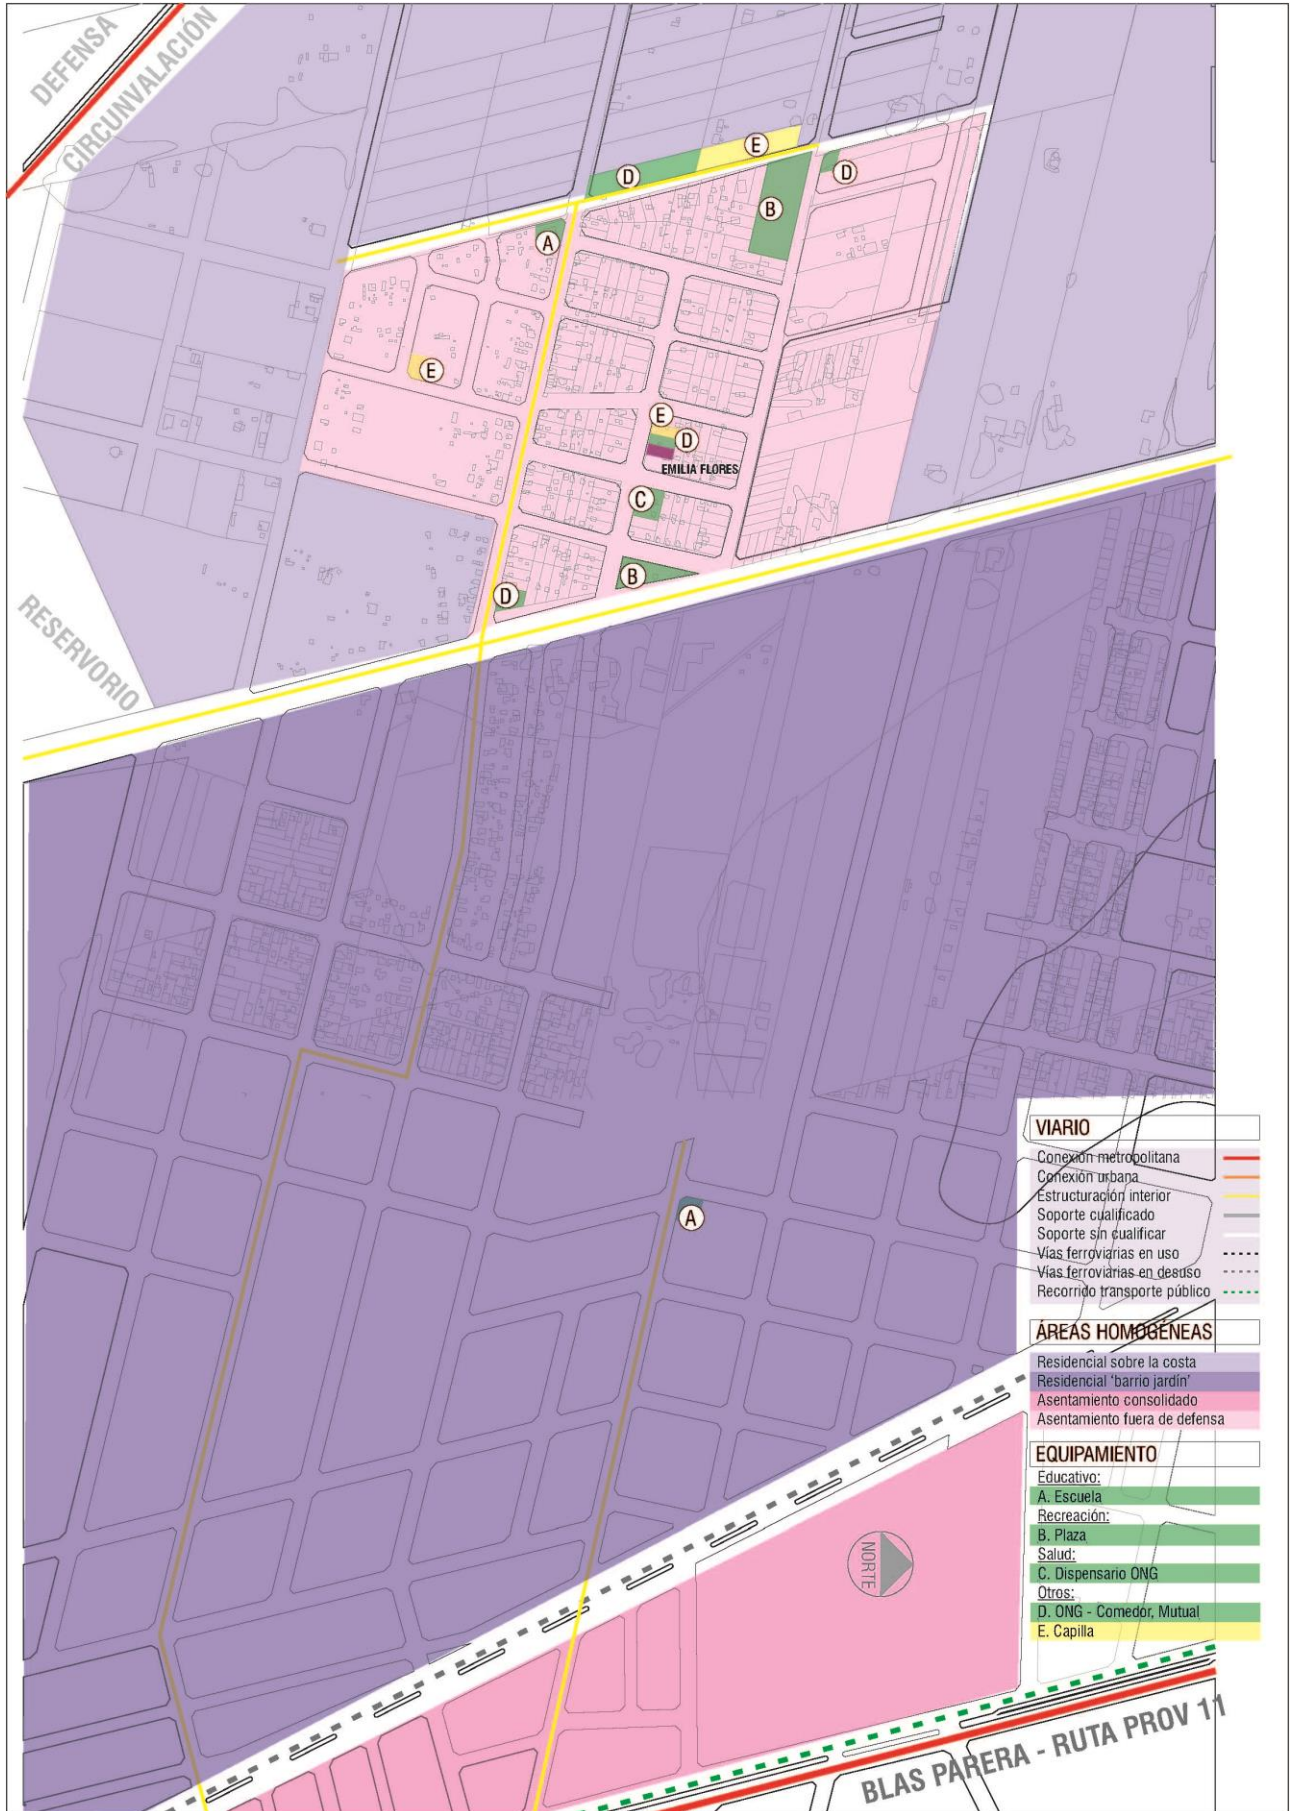 DEFENSA
CIRCUNVALACIÓN
E
D
D
B
A
E
E
D
EMILIA FLORES
C
B
D
RESERVORIO
A
VIARIO
Conexión metropolitana
Conexión urbana
Estructuración interior
Soporte cualificado
Soporte sin cualificar
Vías ferroviarias en uso
Vías ferroviarias en desuso
Recorrido transporte público
ÁREAS HOMOGÉNEAS
Residencial sobre la costa
Residencial ‘barrio jardín’
Asentamiento consolidado
Asentamiento fuera de defensa
EQUIPAMIENTO
Educativo:
A. Escuela
Recreación:
B. Plaza
Salud:
C. Dispensario ONG
Otros:
D. ONG - Comedor, Mutual
E. Capilla
NORTE
BLAS PARERA - RUTA PROV 11